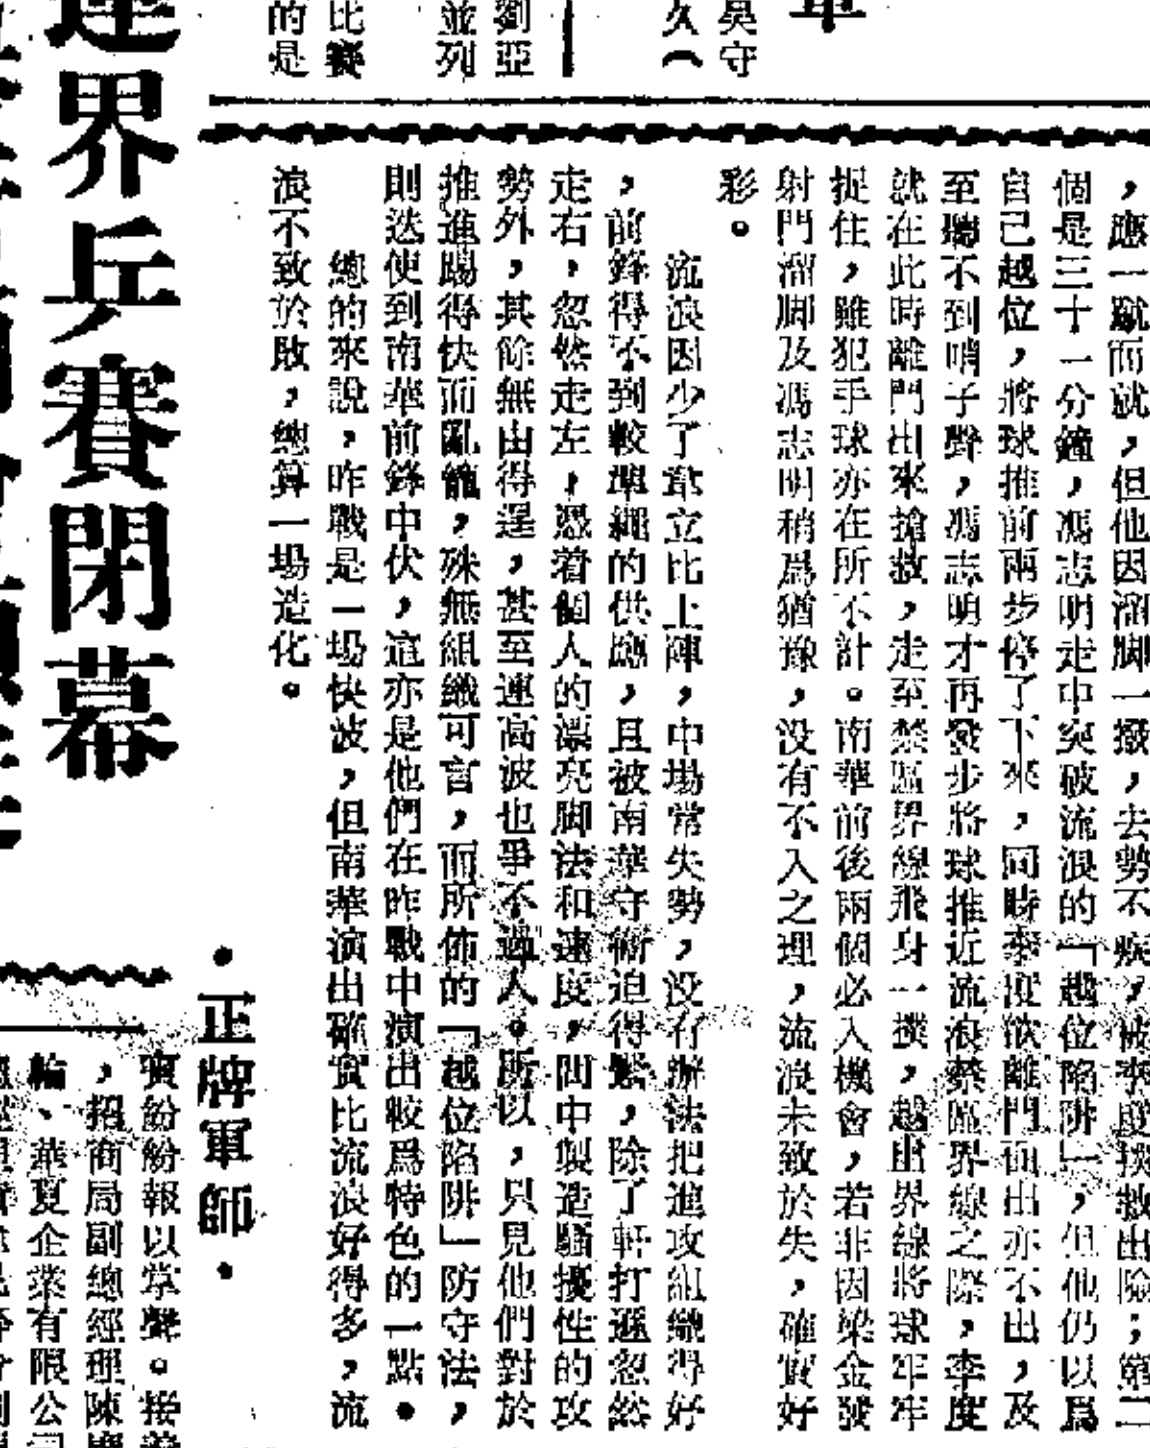 ，應一蹴而就，但他因溜脚一撥，去勢不疾，被李度撲救出險；第二
個是三十一分鐘，馮志明走中突破流浪的「越位陷阱」，但他仍以爲
自己越位，將球推前兩步停了下來，同時李度欲離門而出亦不出，及
至聽不到哨子聲，馮志明才再發步將球推近流浪禁區界線之際，李度
就在此時離門出來搶救，走至禁區界線飛身一撲，越出界線將球牢牢
捉住，雖犯手球亦在所不計。南華前後兩個必入機會，若非因梁金發
射門溜脚及馮志明稍爲猶豫，没有不入之理，流浪未致於失，確實好
彩。
流浪因少了韋立比上陣，中場常失勢，没有辦法把進攻組織得好
，前鋒得不到較準繩的供應，且被南華守衛迫得緊，除了軒打遜忽然
走右，忽然走左，憑着個人的漂亮脚法和速度，間中製造騷擾性的攻
勢外，其餘無由得逞，甚至連高波也爭不過人。所以，只見他們對於
推進踢得快而亂籠，殊無組織可言，而所佈的「越位陷阱」防守法，
則迭使到南華前鋒中伏，這亦是他們在昨戰中演出較爲特色的一點。
總的來說，昨戰是一場快波，但南華演出確實比流浪好得多，流
浪不致於敗，總算一場造化。
・正牌軍師・
吳守
久（
劉亞
並列
比賽
的是
運界乒賽閉幕
實紛紛報以掌聲。接着
，招商局副總經理陳
輪、華夏企業有限公司